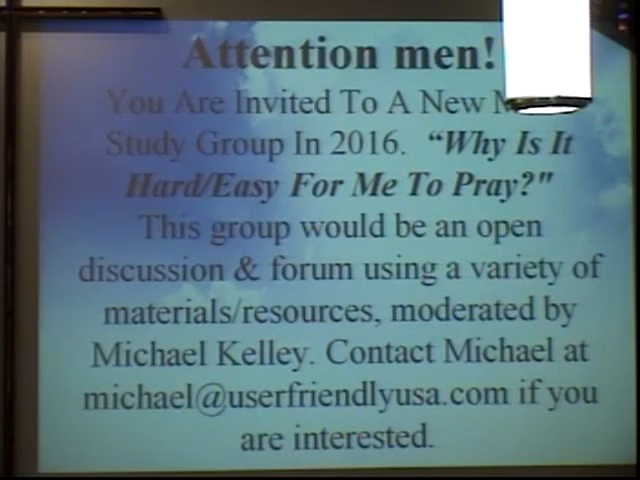 Attention men!
You Are Invited To A New
Study Group In 2016. “Why Is It
Hard/Easy For Me To Pray?"
This group would be an open
discussion & forum using a variety of
materials/resources, moderated by
Michael Kelley. Contact Michael at
michael@userfriendlyusa.com if you
are interested.